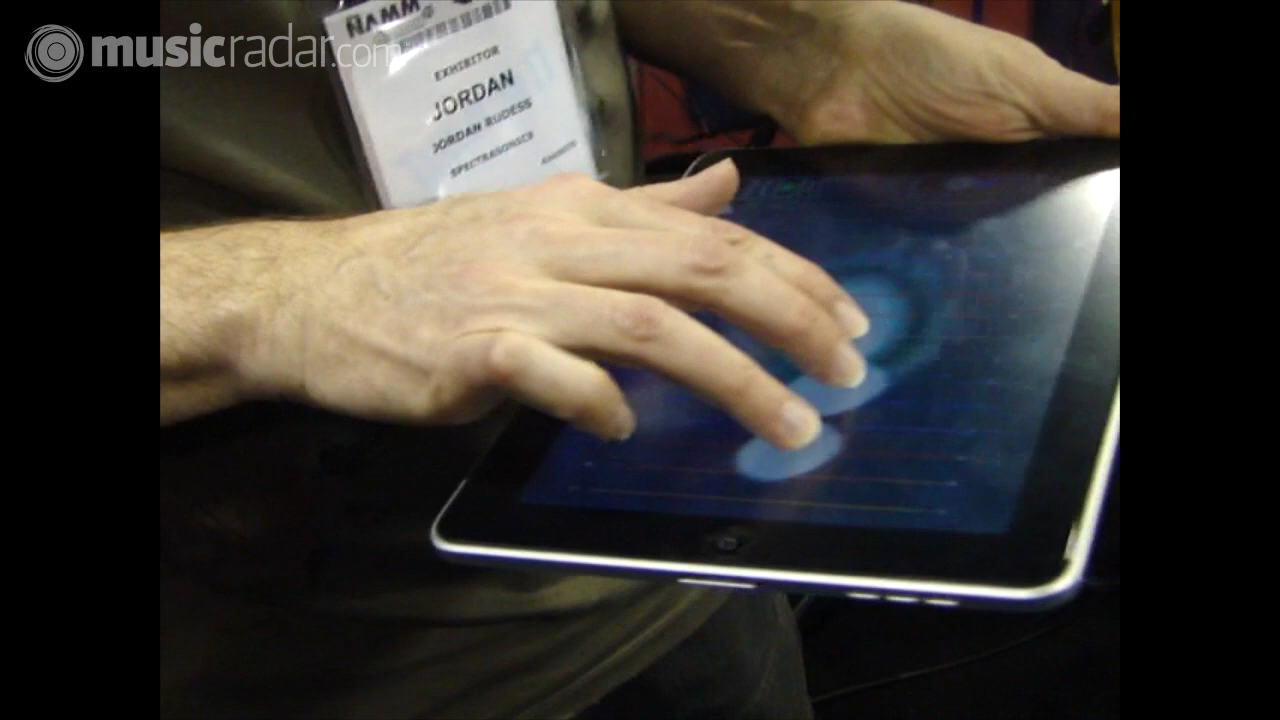 musicradar.com
NAMM
EXHIBITOR
JORDAN
JORDAN RUDESS
SPECTRASONICS